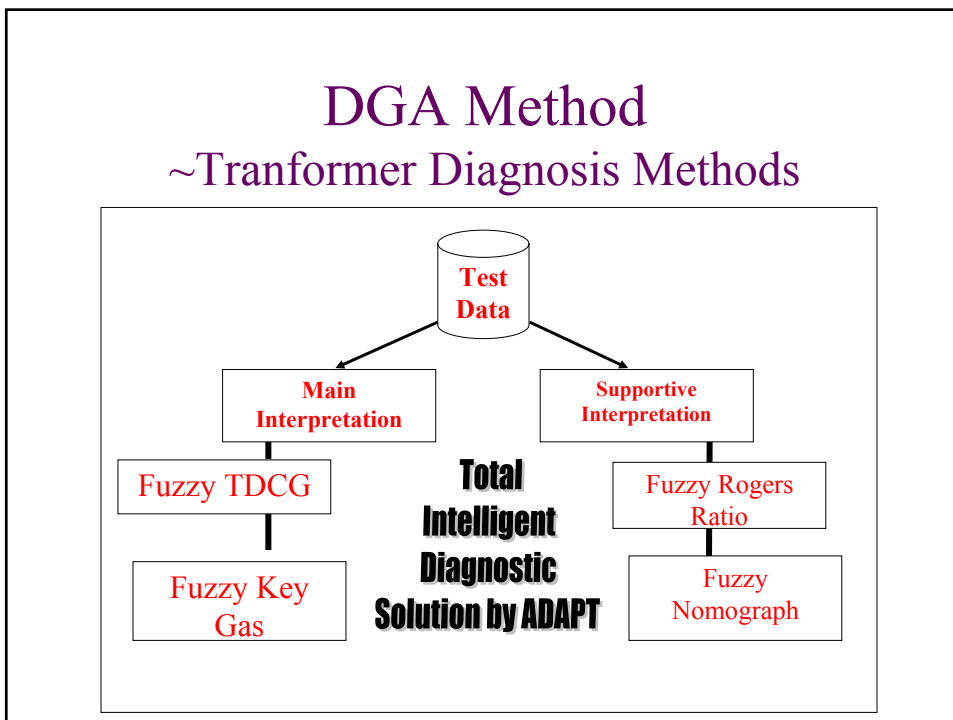 DGA Method
~Tranformer Diagnosis Methods
Test
Data
Main
Interpretation
Supportive
Interpretation
Fuzzy TDCG
Fuzzy Key
Gas
Total
Intelligent
Diagnostic
Solution by ADAPT
Fuzzy Rogers
Ratio
Fuzzy
Nomograph